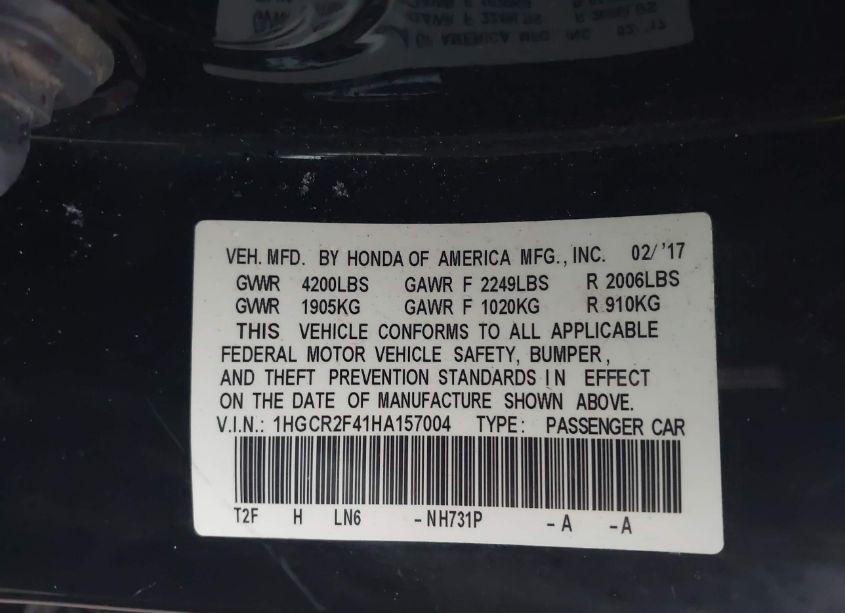 VEH. MFD. BY HONDA OF AMERICA MFG., INC. 02/ '17
GVWR 4200LBS GAWR F 2249LBS R 2006LBS
GVWR 1905KG GAWR F 1020KG R 910KG
THIS VEHICLE CONFORMS TO ALL APPLICABLE
FEDERAL MOTOR VEHICLE SAFETY, BUMPER,
AND THEFT PREVENTION STANDARDS IN EFFECT
ON THE DATE OF MANUFACTURE SHOWN ABOVE.
V.I.N.: 1HGCR2F41HA157004 TYPE: PASSENGER CAR
T2F H LN6 -NH731P -A -A